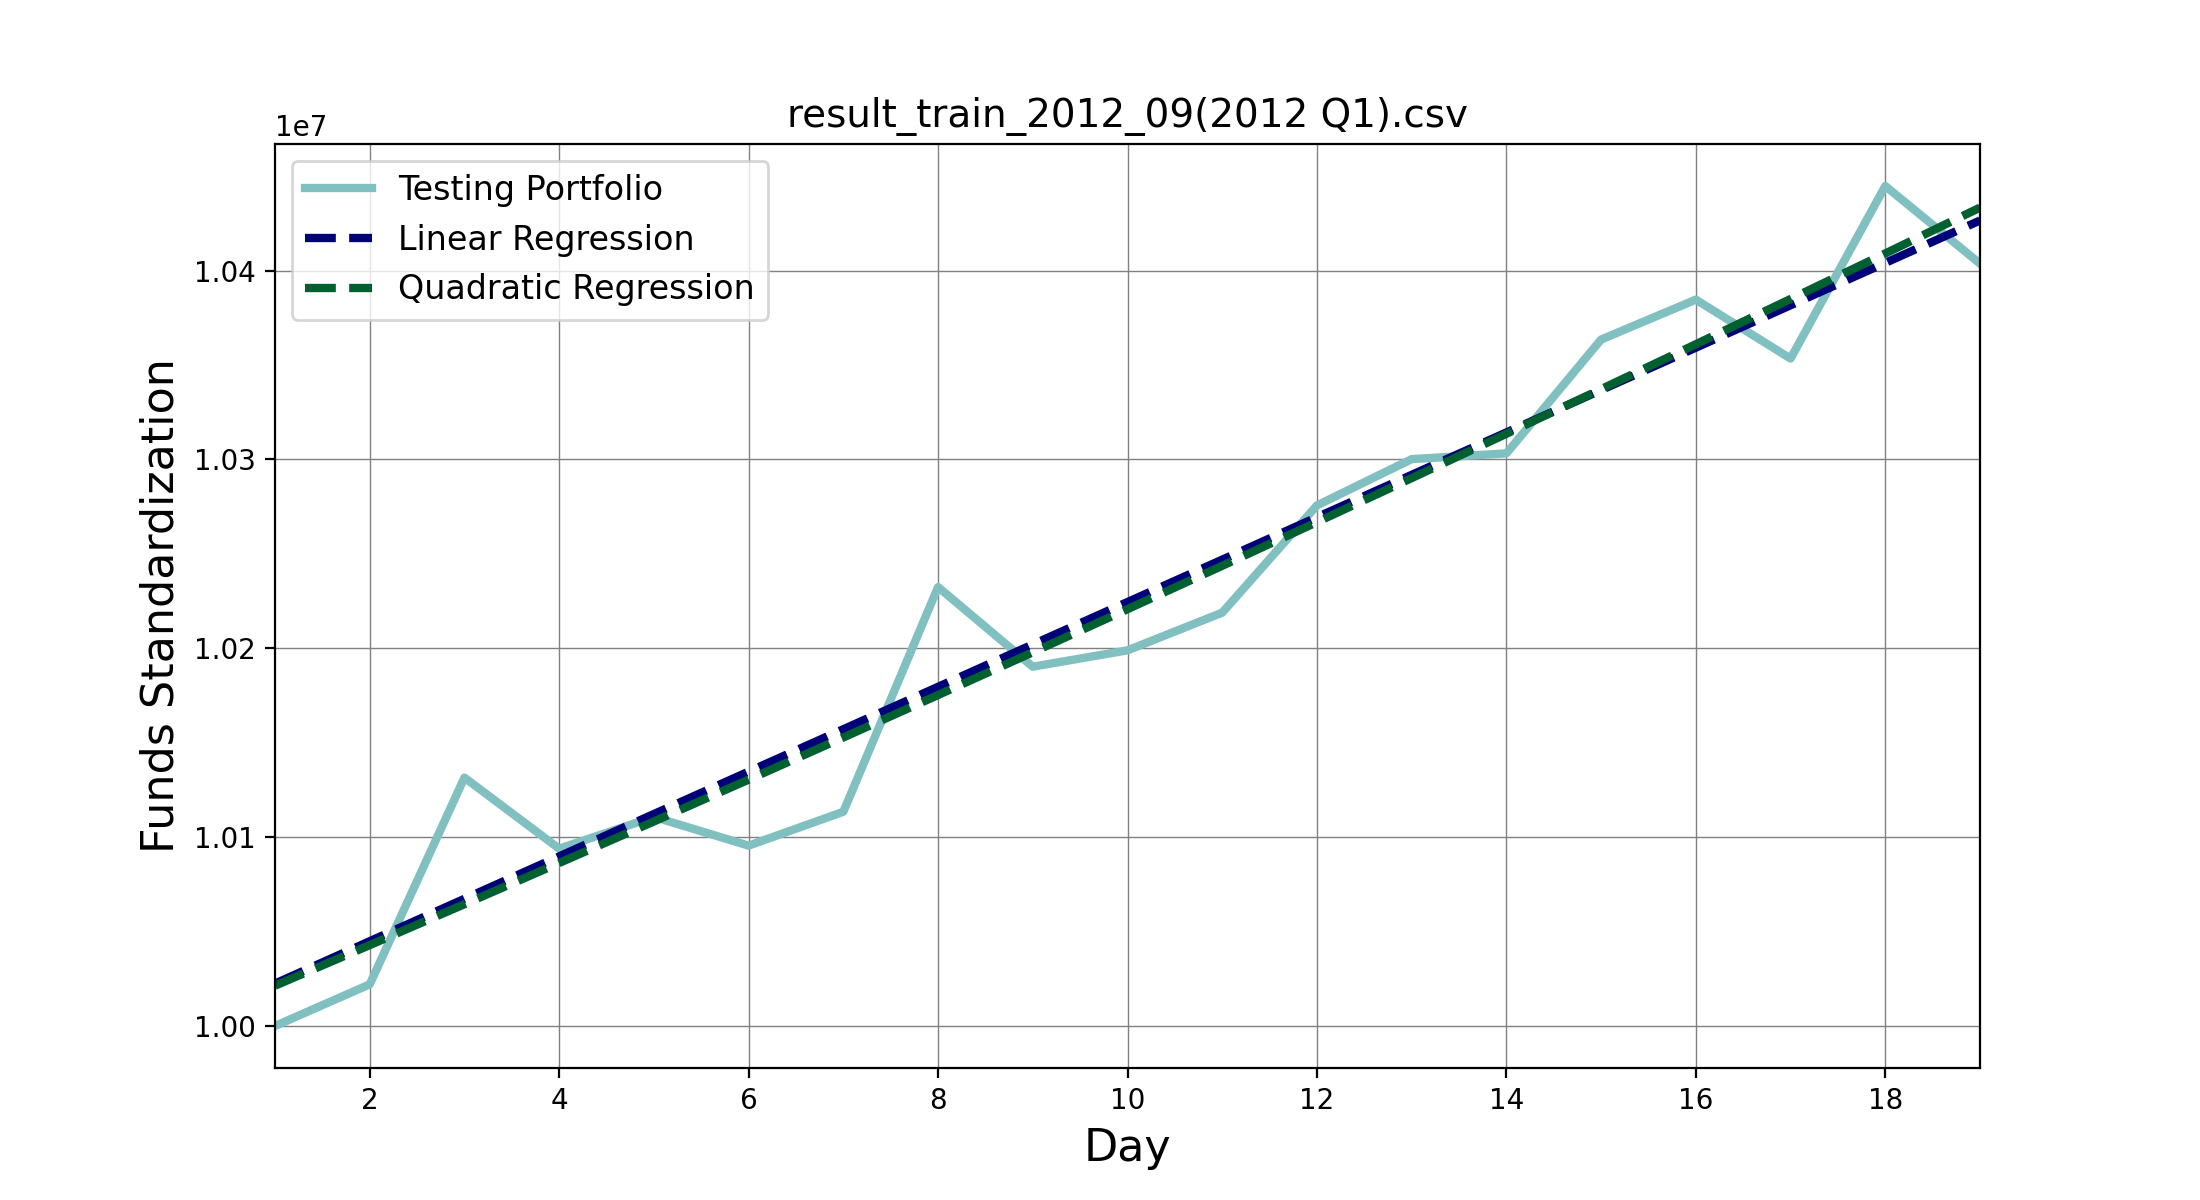 result_train_2012_09(2012 Q1).csv
1e7
Testing Portfolio
Linear Regression
Quadratic Regression
1.04
1.03
1.02
1.01
1.00
Funds Standardization
2 4 6 8 10 12 14 16 18
Day